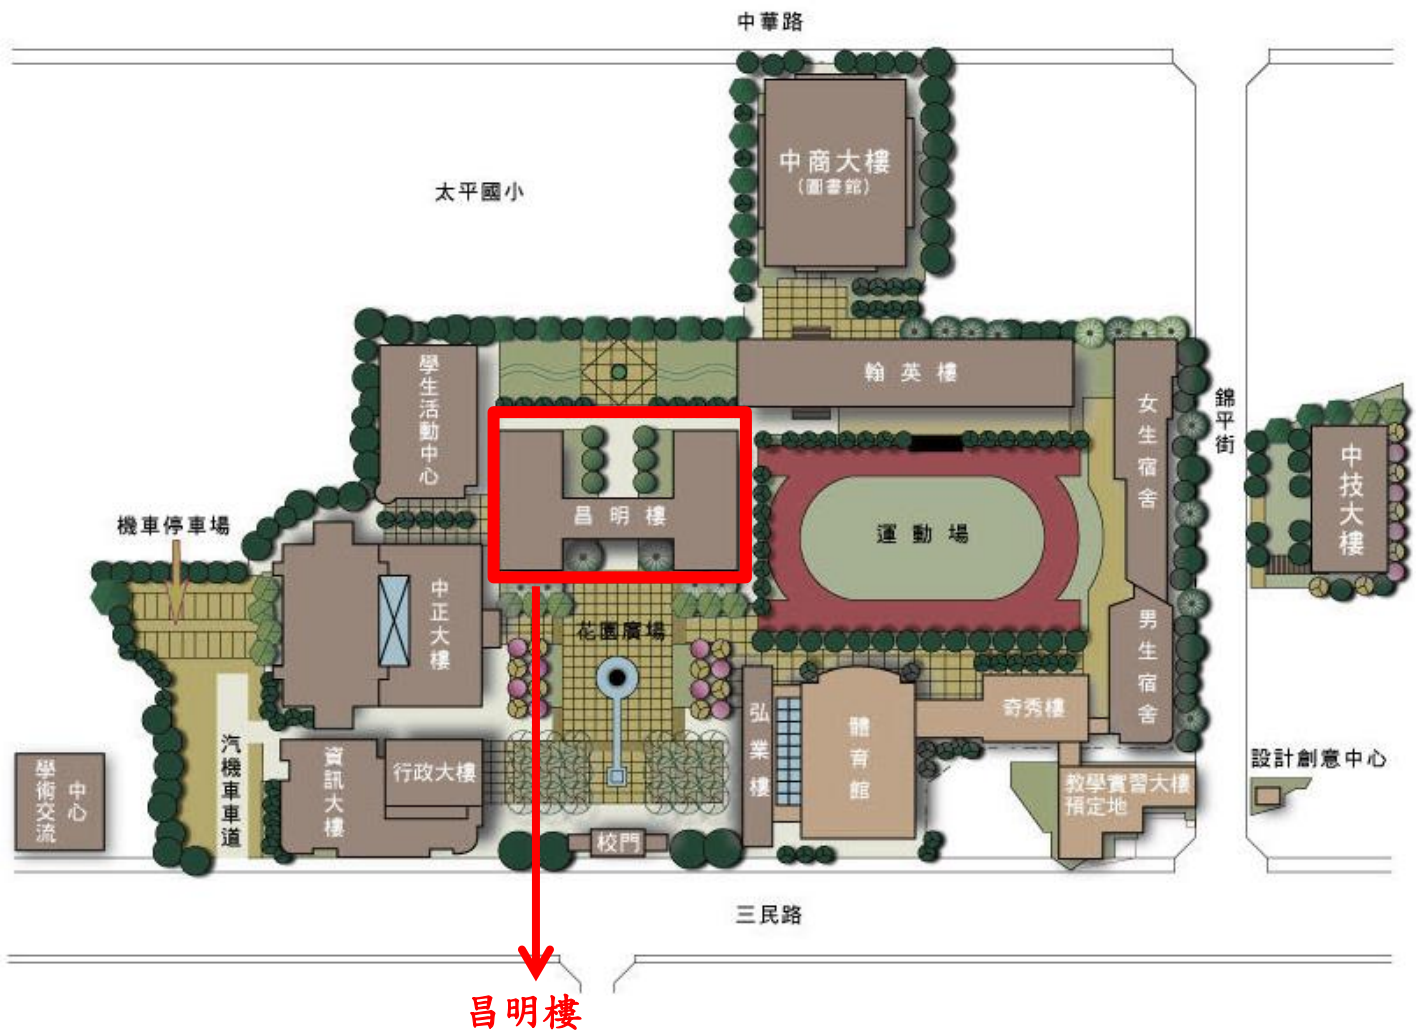 中華路
中商大樓
(圖書館)
太平國小
學生活動中心
翰英樓
女生宿舍
錦平街
中技大樓
昌明樓
運動場
機車停車場
中正大樓
花園廣場
男生宿舍
弘業樓
體育館
奇秀樓
汽機車車道
資訊大樓
行政大樓
學術交流
中心
教學實習大樓
預定地
設計創意中心
校門
三民路
昌明樓